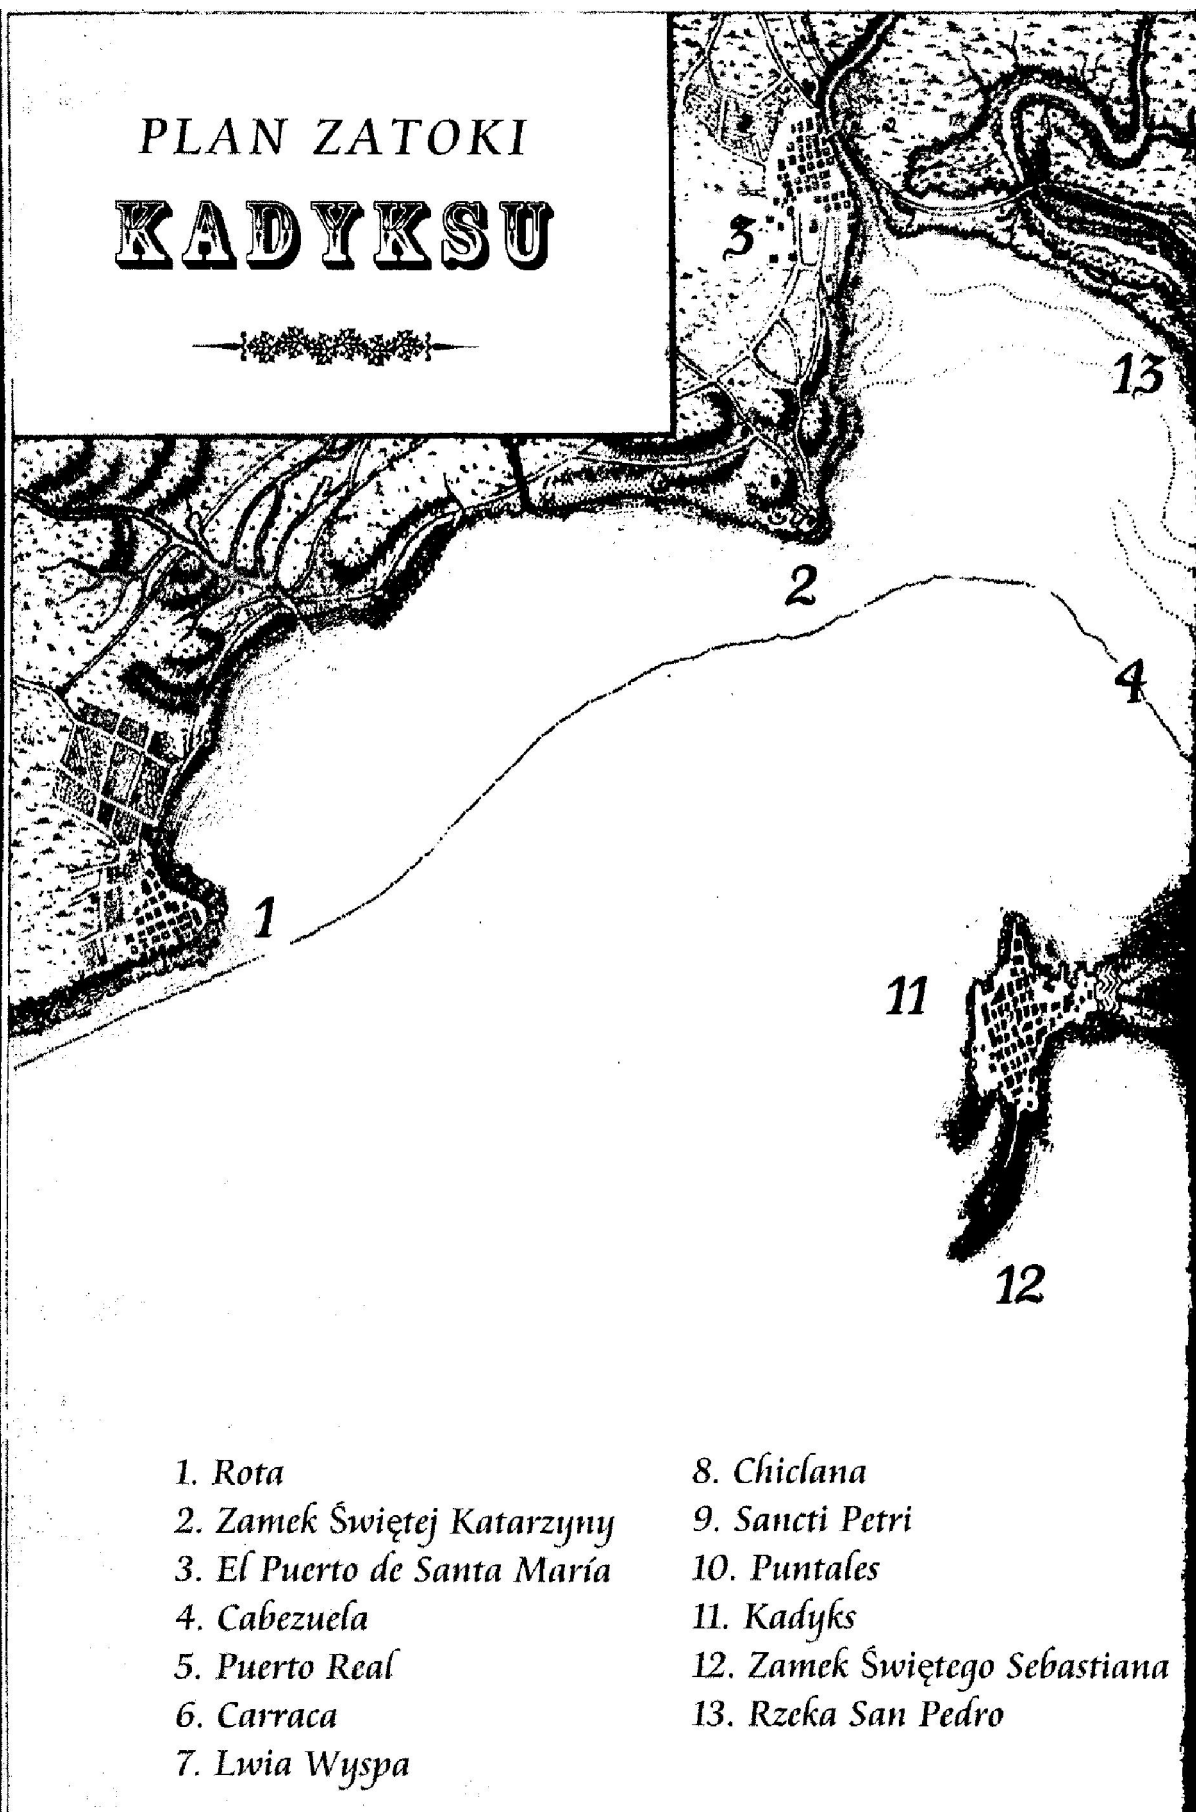 PLAN ZATOKI
KADYKSU
3
13
2
4
1
11
12
1. Rota
2. Zamek Świętej Katarzyny
3. El Puerto de Santa María
4. Cabezuela
5. Puerto Real
6. Carraca
7. Lwia Wyspa
8. Chiclana
9. Sancti Petri
10. Puntales
11. Kadyks
12. Zamek Świętego Sebastiana
13. Rzeka San Pedro